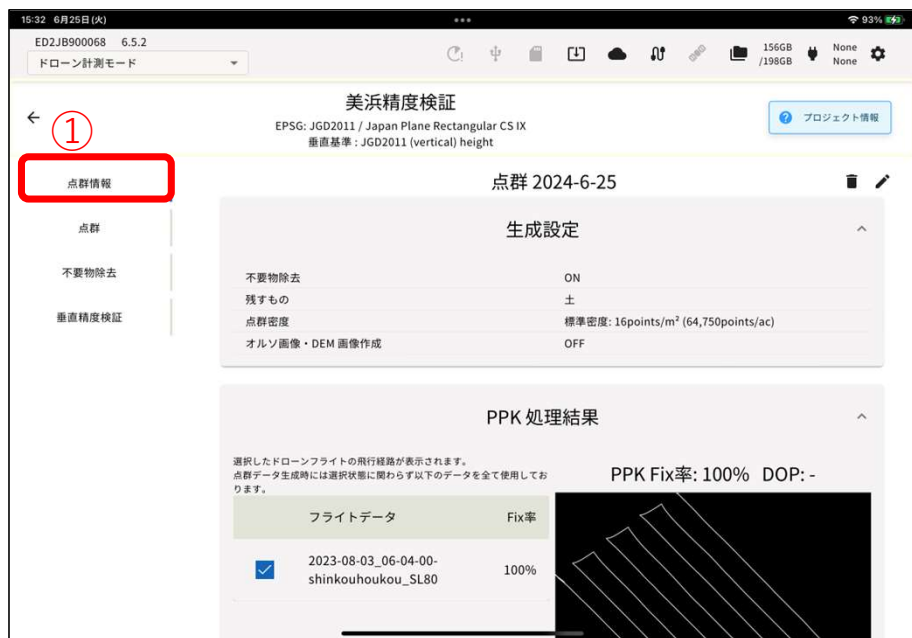 15:32 6月25日(火)
93%
ED2JB900068 6.5.2
ドローン計測モード
156GB
/198GB
None
None
美浜精度検証
EPSG: JGD2011 / Japan Plane Rectangular CS IX
垂直基準 : JGD2011 (vertical) height
プロジェクト情報
①
点群情報
点群
不要物除去
垂直精度検証
点群 2024-6-25
生成設定
不要物除去 ON
残すもの 土
点群密度 標準密度: 16points/m² (64,750points/ac)
オルソ画像・DEM 画像作成 OFF
PPK 処理結果
選択したドローンフライトの飛行経路が表示されます。
点群データ生成時には選択状態に関わらず以下のデータを全て使用してお
ります。
PPK Fix率: 100% DOP: -
フライトデータ Fix率
2023-08-03_06-04-00-
shinkouhoukou_SL80
100%